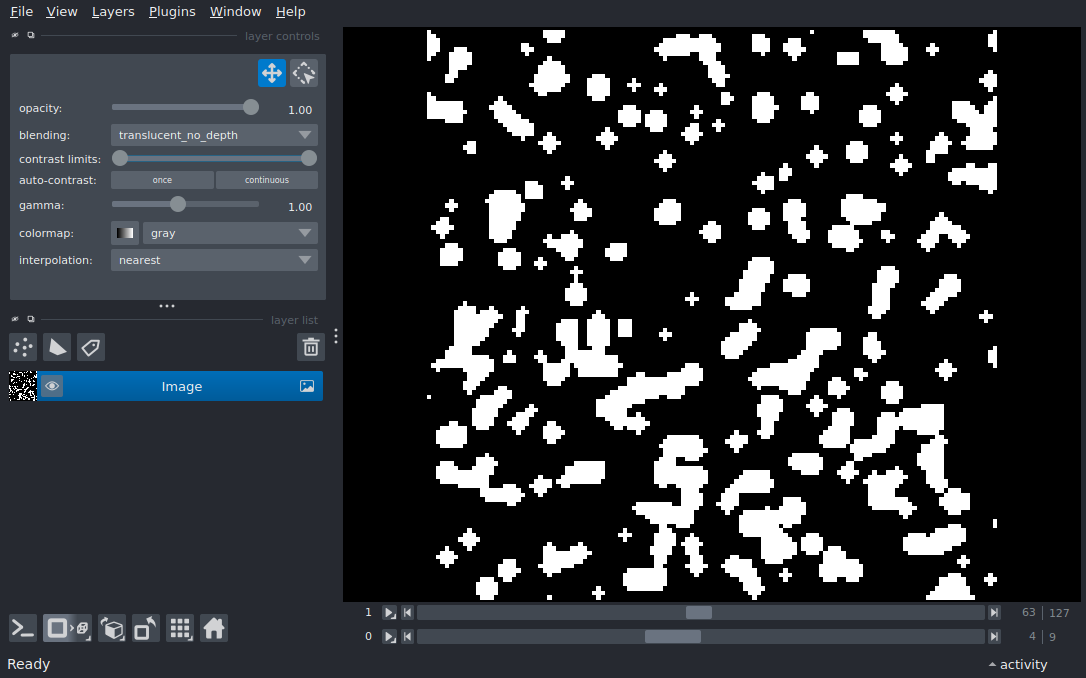 File View Layers Plugins Window Help
layer controls
opacity: 1.00
blending: translucent_no_depth
contrast limits:
auto-contrast: once continuous
gamma: 1.00
colormap: gray
interpolation: nearest
layer list
Image
1 63 127
0 4 9
Ready activity